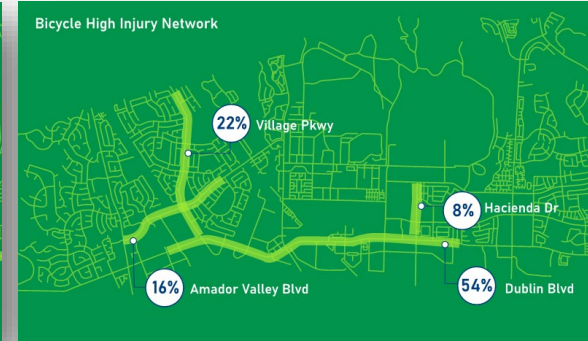 Bicycle High Injury Network
22% Village Pkwy
8% Hacienda Dr
16% Amador Valley Blvd
54% Dublin Blvd